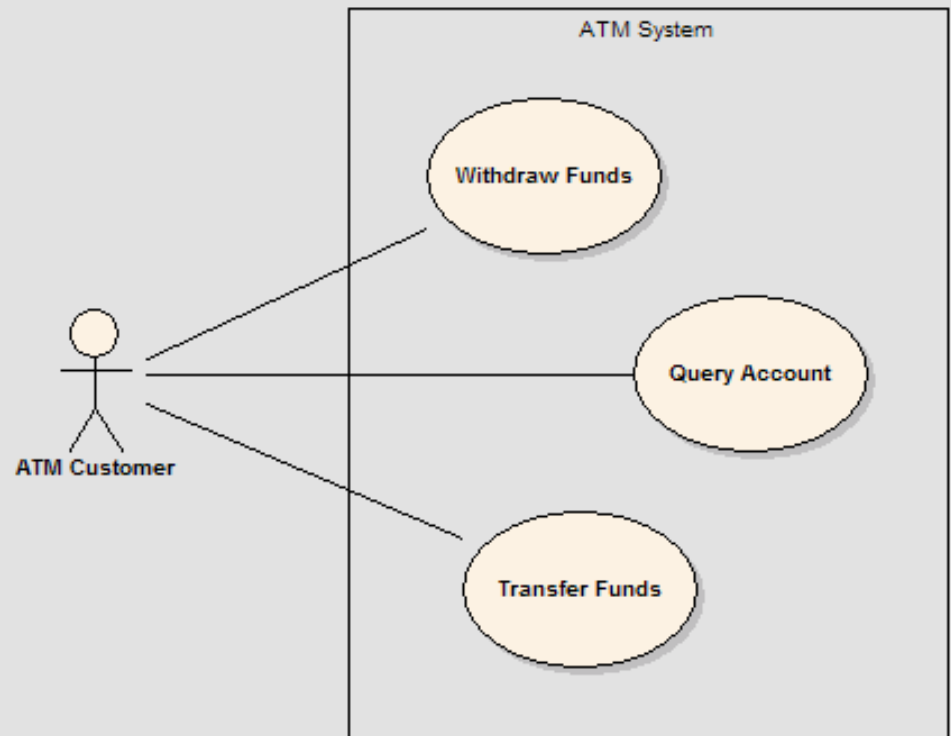 ATM System
Withdraw Funds
Query Account
ATM Customer
Transfer Funds